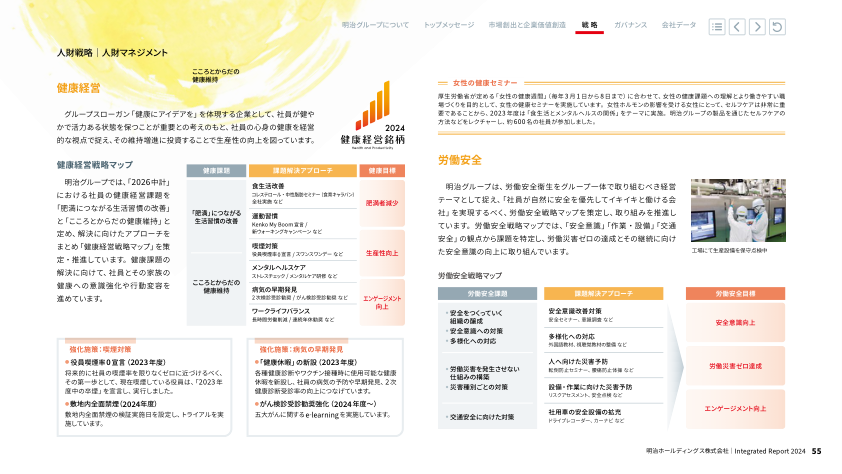 明治グループについて　トップメッセージ　市場創出と企業価値創造　戦略　ガバナンス　会社データ
人財戦略｜人財マネジメント
こころとからだの
健康維持
健康経営
グループスローガン「健康にアイデアを」を体現する企業として、社員が健や
かで活力ある状態を保つことが重要との考えのもと、社員の心身の健康を経営
的な視点で捉え、その維持増進に投資することで生産性の向上を図っています。
2024
健康経営銘柄
Health and Productivity
健康経営戦略マップ
明治グループでは、「2026中計」
における社員の健康経営課題を
「肥満につながる生活習慣の改善」
と「こころとからだの健康維持」と
定め、解決に向けたアプローチを
まとめ「健康経営戦略マップ」を策
定・推進しています。健康課題の
解決に向けて、社員とその家族の
健康への意識強化や行動変容を
進めています。
健康課題　課題解決アプローチ　健康目標
「肥満」につながる
生活習慣の改善
こころとからだの
健康維持
食生活改善
コレステロール・中性脂肪セミナー（食育キャラバン）
全社実施 など
運動習慣
Kenko My Boom 宣言 /
新ウォーキングキャンペーン など
喫煙対策
役員喫煙率0宣言 / スワンスワンデー など
メンタルヘルスケア
ストレスチェック / メンタルケア研修 など
病気の早期発見
2次検診受診勧奨 / がん検診受診勧奨 など
ワークライフバランス
長時間労働削減 / 連続年休勧奨 など
肥満者減少
生産性向上
エンゲージメント
向上
強化施策：喫煙対策
●役員喫煙率0宣言（2023年度）
将来的に社員の喫煙率を限りなくゼロに近づけるべく、
その第一歩として、現在喫煙している役員は、「2023年
度中の卒煙」を宣言し、実行しました。
●敷地内全面禁煙（2024年度）
敷地内全面禁煙の検証実施日を設定し、トライアルを実
施しています。
強化施策：病気の早期発見
●「健康休暇」の新設（2023年度）
各種健康診断やワクチン接種時に使用可能な健康
休暇を新設し、社員の病気の予防や早期発見、2次
健康診断受診率の向上につなげています。
●がん検診受診勧奨強化（2024年度～）
五大がんに関するe-learningを実施しています。
女性の健康セミナー
厚生労働省が定める「女性の健康週間」（毎年3月1日から8日まで）に合わせて、女性の健康課題への理解とより働きやすい職
場づくりを目的として、女性の健康セミナーを実施しています。女性ホルモンの影響を受ける女性にとって、セルフケアは非常に重
要であることから、2023年度は「食生活とメンタルヘルスの関係」をテーマに実施。明治グループの製品を通じたセルフケアの
方法などをレクチャーし、約600名の社員が参加しました。
労働安全
明治グループは、労働安全衛生をグループ一体で取り組むべき経営
テーマとして捉え、「社員が自然に安全を優先してイキイキと働ける会
社」を実現するべく、労働安全戦略マップを策定し、取り組みを推進し
ています。労働安全戦略マップでは、「安全意識」「作業・設備」「交通
安全」の観点から課題を特定し、労働災害ゼロの達成とその継続に向け
た安全意識の向上に取り組んでいます。
工場にて生産設備を保守点検中
労働安全戦略マップ
労働安全課題　課題解決アプローチ　労働安全目標
・安全をつくっていく
組織の醸成
・安全意識への対策
・多様化への対応
・労働災害を発生させない
仕組みの構築
・災害種別ごとの対策
・交通安全に向けた対策
安全意識改善対策
安全セミナー、意識調査 など
多様化への対応
外国語教材、視聴覚教材の整備 など
人へ向けた災害予防
転倒防止セミナー、腰痛防止体操 など
設備・作業に向けた災害予防
リスクアセスメント、安全点検 など
社用車の安全設備の拡充
ドライブレコーダー、カーナビ など
安全意識向上
労働災害ゼロ達成
エンゲージメント向上
明治ホールディングス株式会社｜Integrated Report 2024　55